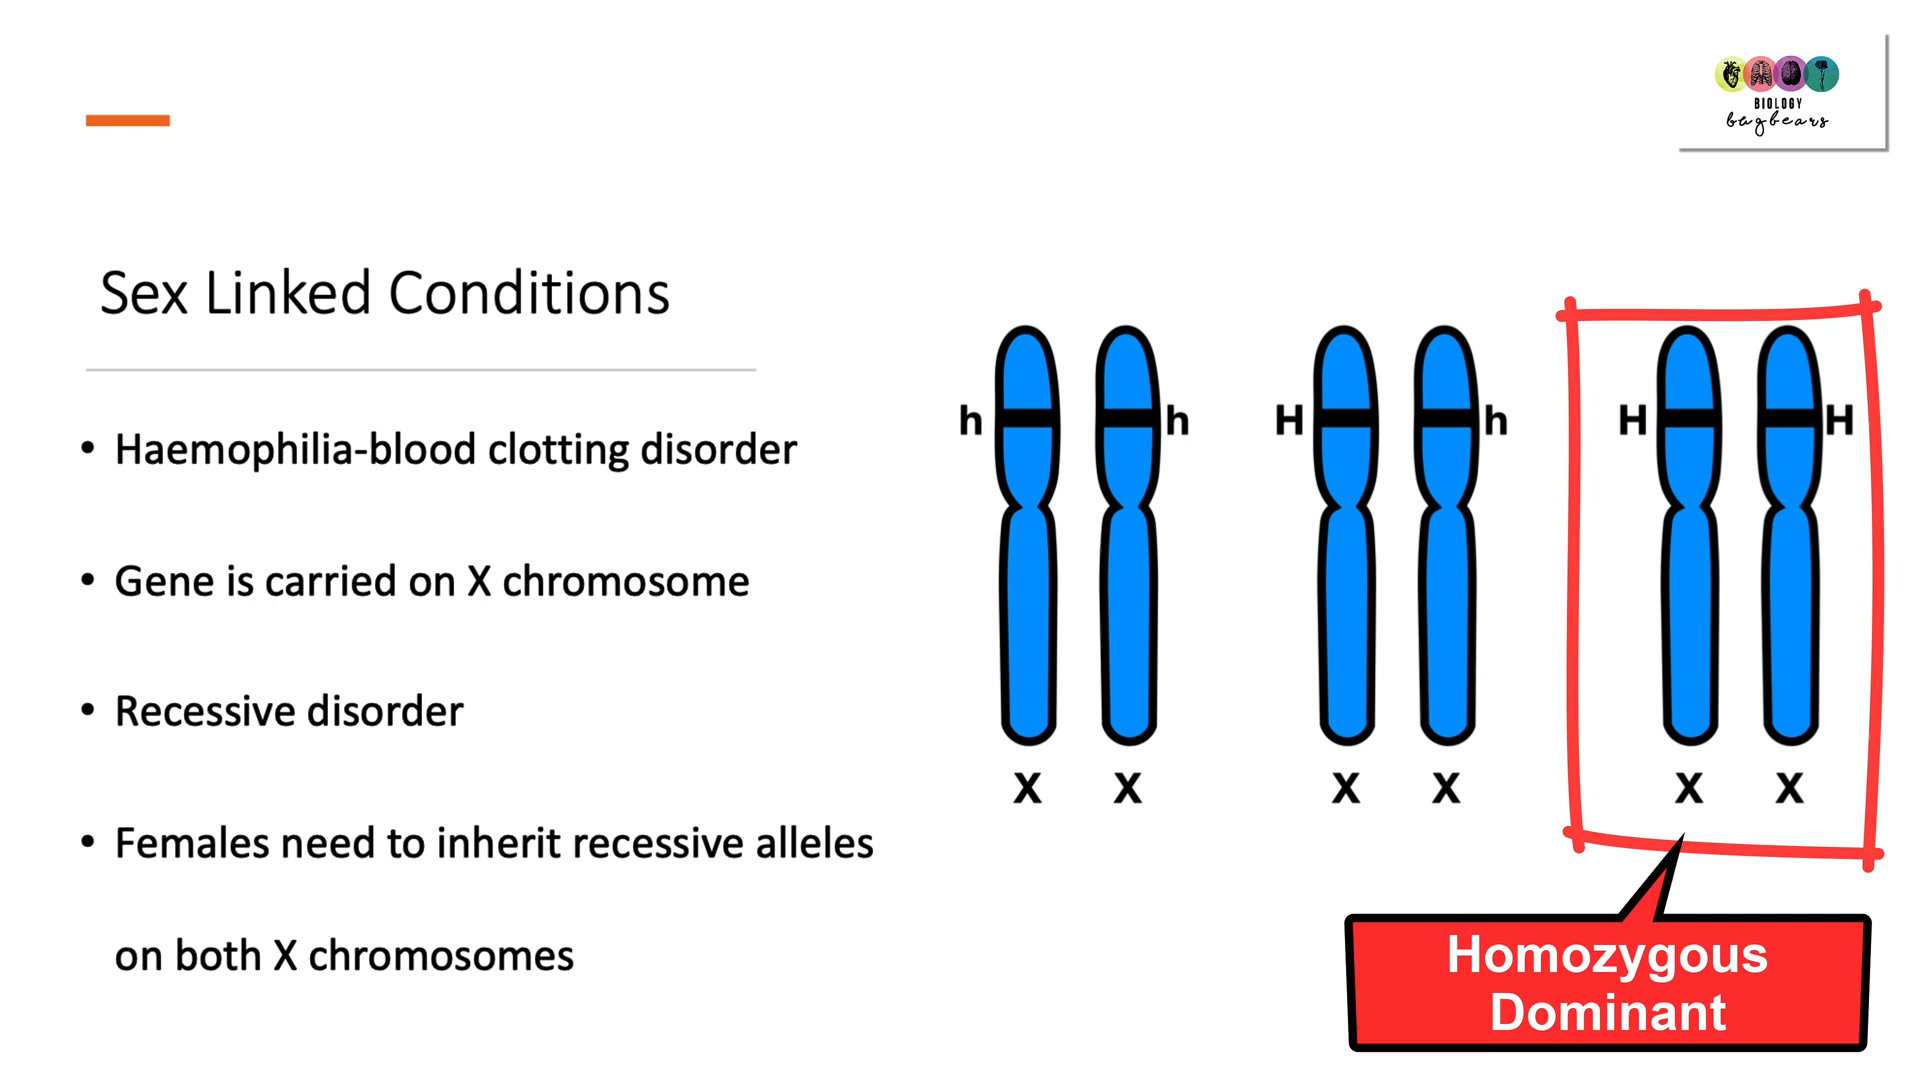 BIOLOGY
bugbears
Sex Linked Conditions
• Haemophilia-blood clotting disorder
• Gene is carried on X chromosome
• Recessive disorder
• Females need to inherit recessive alleles
on both X chromosomes
h h H h H H
X X X X X X
Homozygous
Dominant